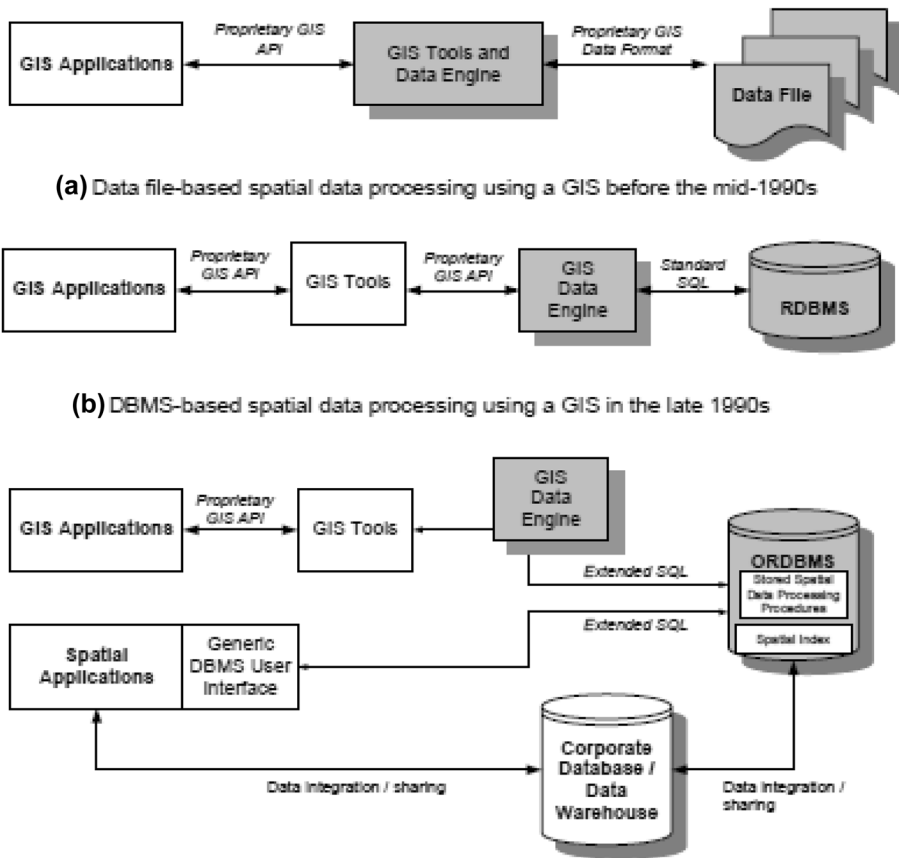 Proprietary GIS
API
Proprietary GIS
Data Format
GIS Applications
GIS Tools and
Data Engine
Data File
(a) Data file-based spatial data processing using a GIS before the mid-1990s
Proprietary
GIS API
Proprietary
GIS API
Standard
SQL
GIS Applications
GIS Tools
GIS
Data
Engine
RDBMS
(b) DBMS-based spatial data processing using a GIS in the late 1990s
GIS Applications
Proprietary
GIS API
GIS Tools
GIS
Data
Engine
Extended SQL
ORDBMS
Stored Spatial
Data Processing
Procedures
Spatial Index
Extended SQL
Spatial
Applications
Generic
DBMS User
Interface
Corporate
Database /
Data
Warehouse
Data integration / sharing
Data integration /
sharing